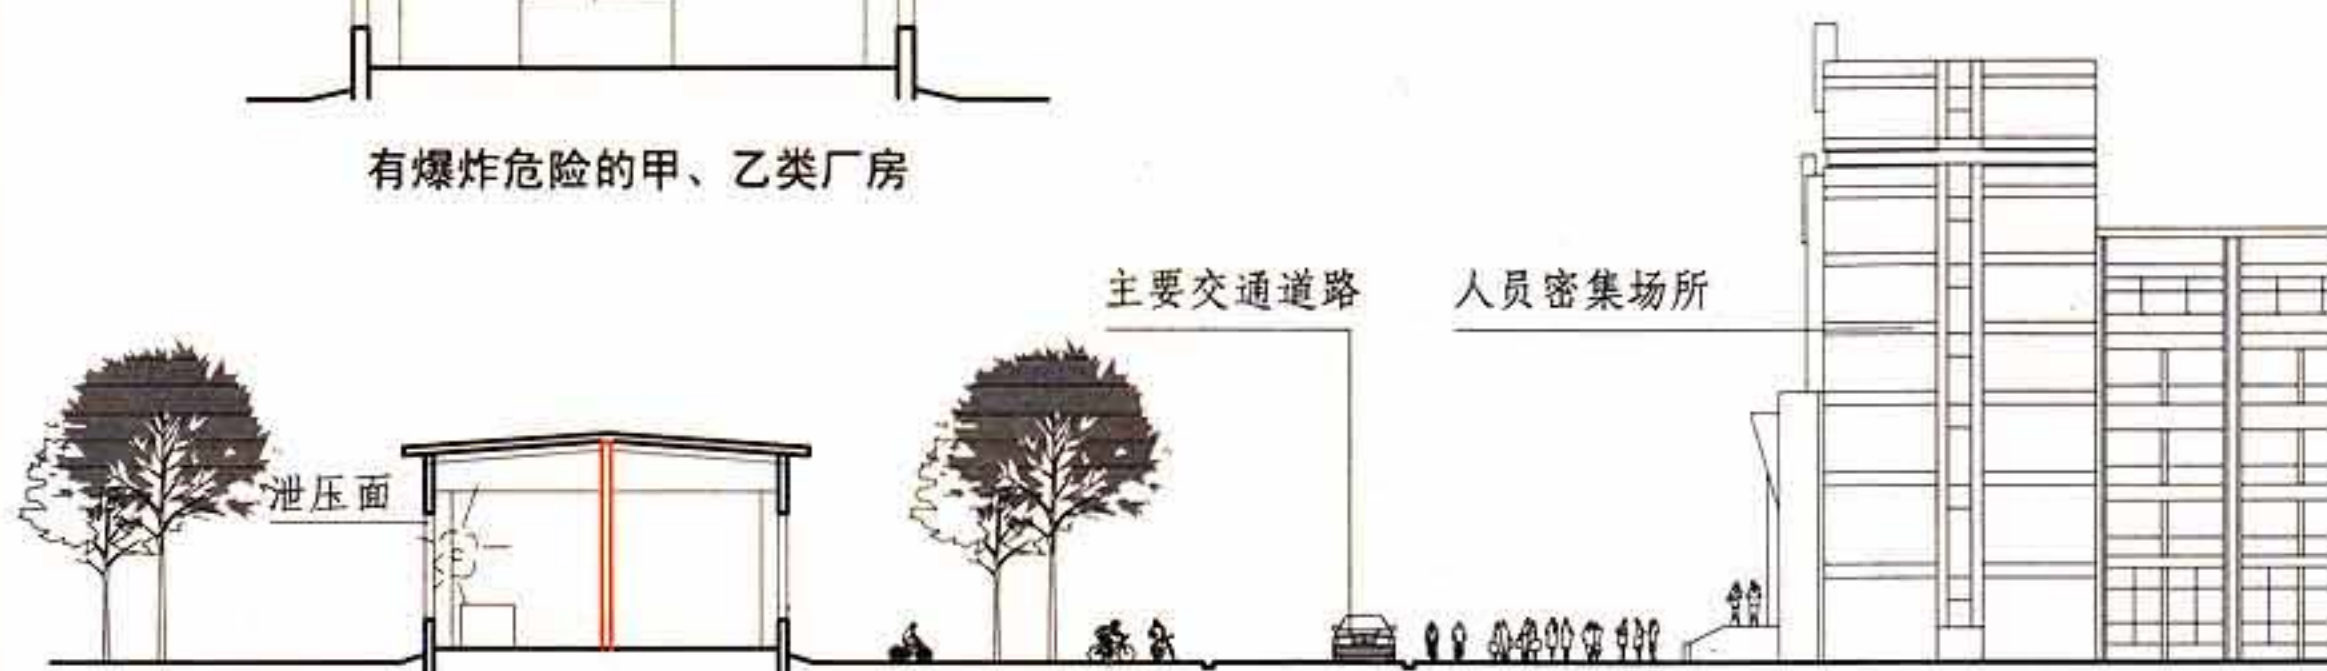 有爆炸危险的甲、乙类厂房
主要交通道路
人员密集场所
泄压面